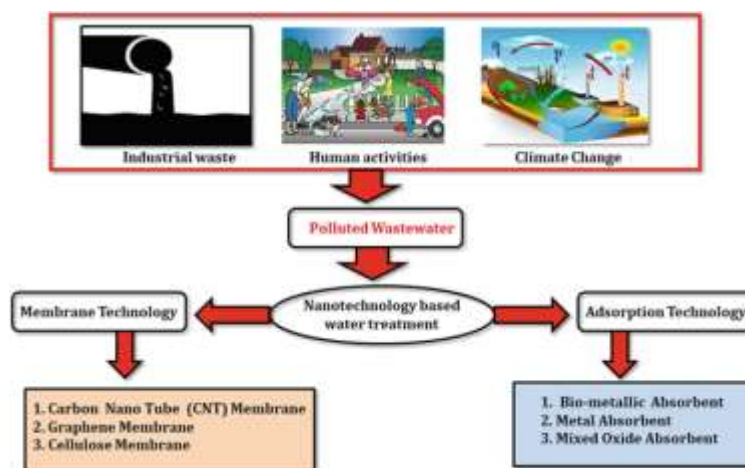 Industrial waste
Human activities
Climate Change
Polluted Wastewater
Nanotechnology based
water treatment
Membrane Technology
Adsorption Technology
1. Carbon Nano Tube (CNT) Membrane
2. Graphene Membrane
3. Cellulose Membrane
1. Bio-metallic Absorbent
2. Metal Absorbent
3. Mixed Oxide Absorbent